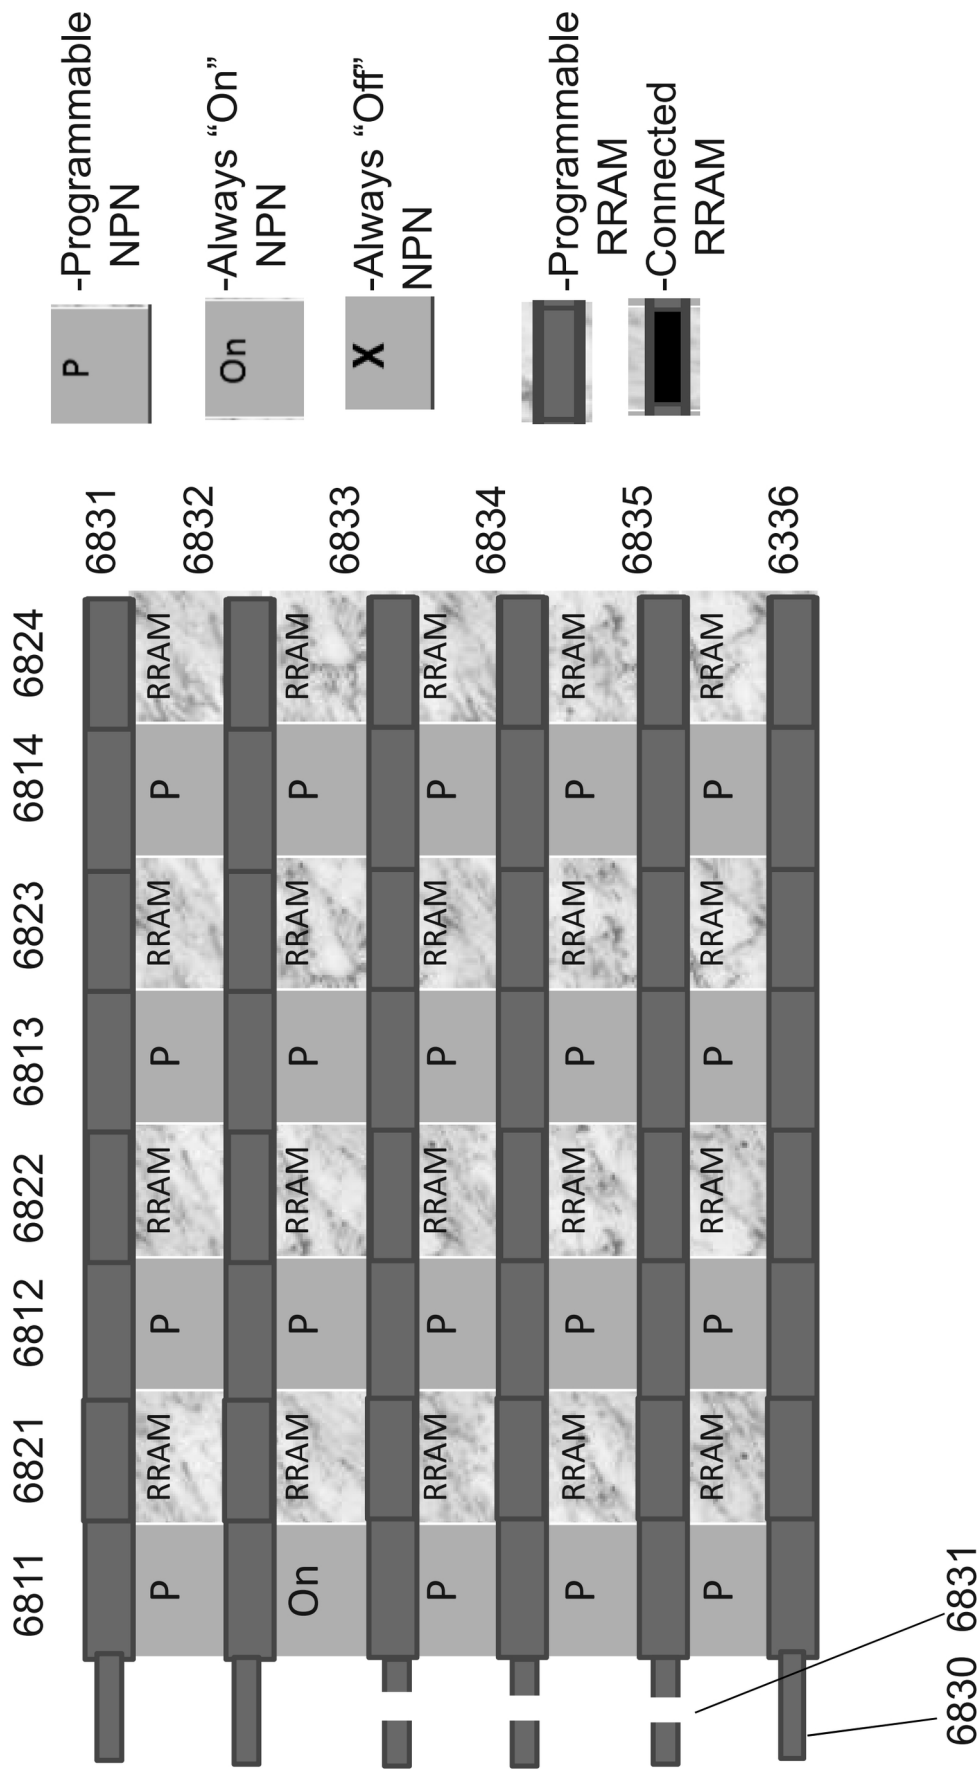 6811 6821 6812 6822 6813 6823 6814 6824
P RRAM P RRAM P RRAM P RRAM
On RRAM P RRAM P RRAM P RRAM
P RRAM P RRAM P RRAM P RRAM
P RRAM P RRAM P RRAM P RRAM
P RRAM P RRAM P RRAM P RRAM
6831
6832
6833
6834
6835
6336
6830
6831
P -Programmable
NPN
On -Always “On”
NPN
X -Always “Off”
NPN
-Programmable
RRAM
-Connected
RRAM